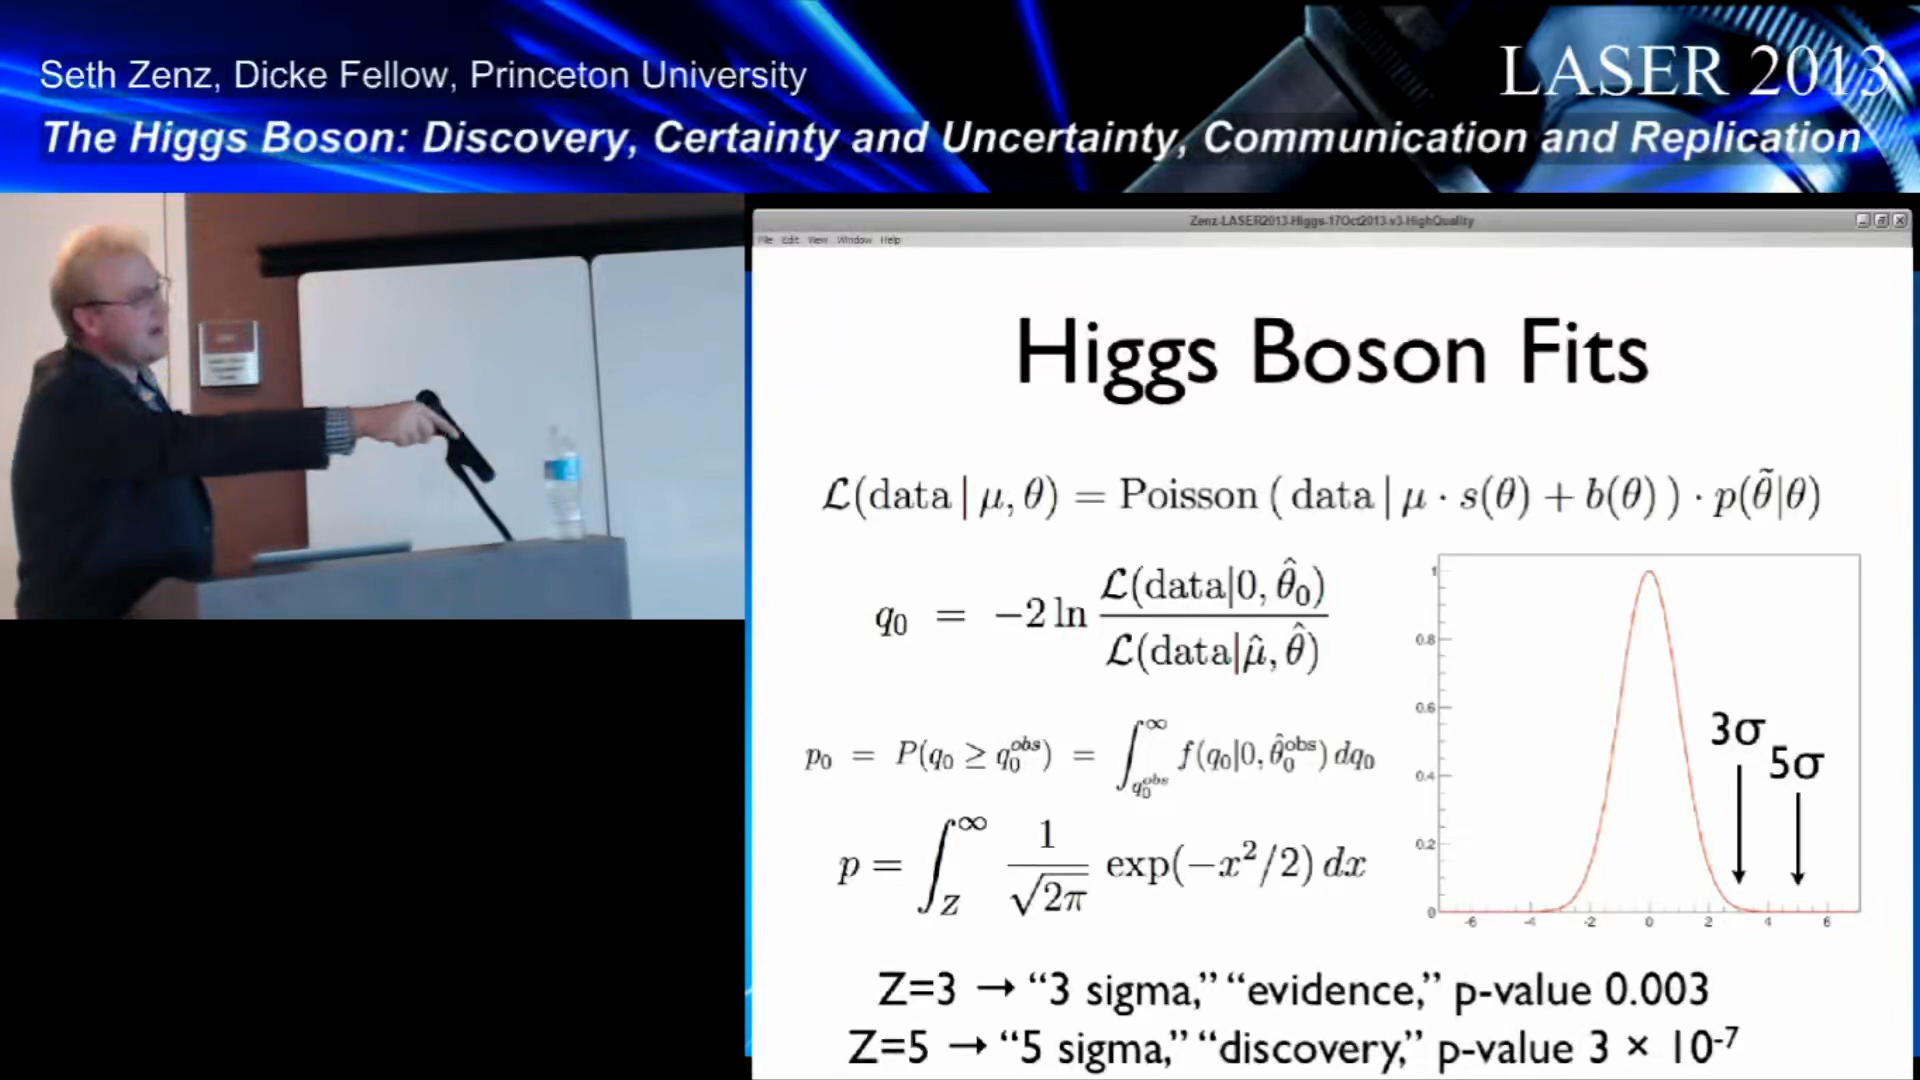 Seth Zenz, Dicke Fellow, Princeton University
LASER 2013
The Higgs Boson: Discovery, Certainty and Uncertainty, Communication and Replication
Zenz-LASER2013-Higgs-17Oct2013-v3-HighQuality
File Edit View Window Help
Higgs Boson Fits
ℒ(data | μ, θ) = Poisson ( data | μ · s(θ) + b(θ) ) · p(θ̃|θ)
q₀ = −2 ln ℒ(data|0, θ̂₀) / ℒ(data|μ̂, θ̂)
p₀ = P(q₀ ≥ q₀^obs) = ∫_{q₀^obs}^∞ f(q₀|0, θ̂₀^obs) dq₀
p = ∫_Z^∞ 1/√2π exp(−x²/2) dx
1
0.8
0.6
0.4
0.2
0
-6 -4 -2 0 2 4 6
3σ
5σ
Z=3 → “3 sigma,” “evidence,” p-value 0.003
Z=5 → “5 sigma,” “discovery,” p-value 3 × 10⁻⁷